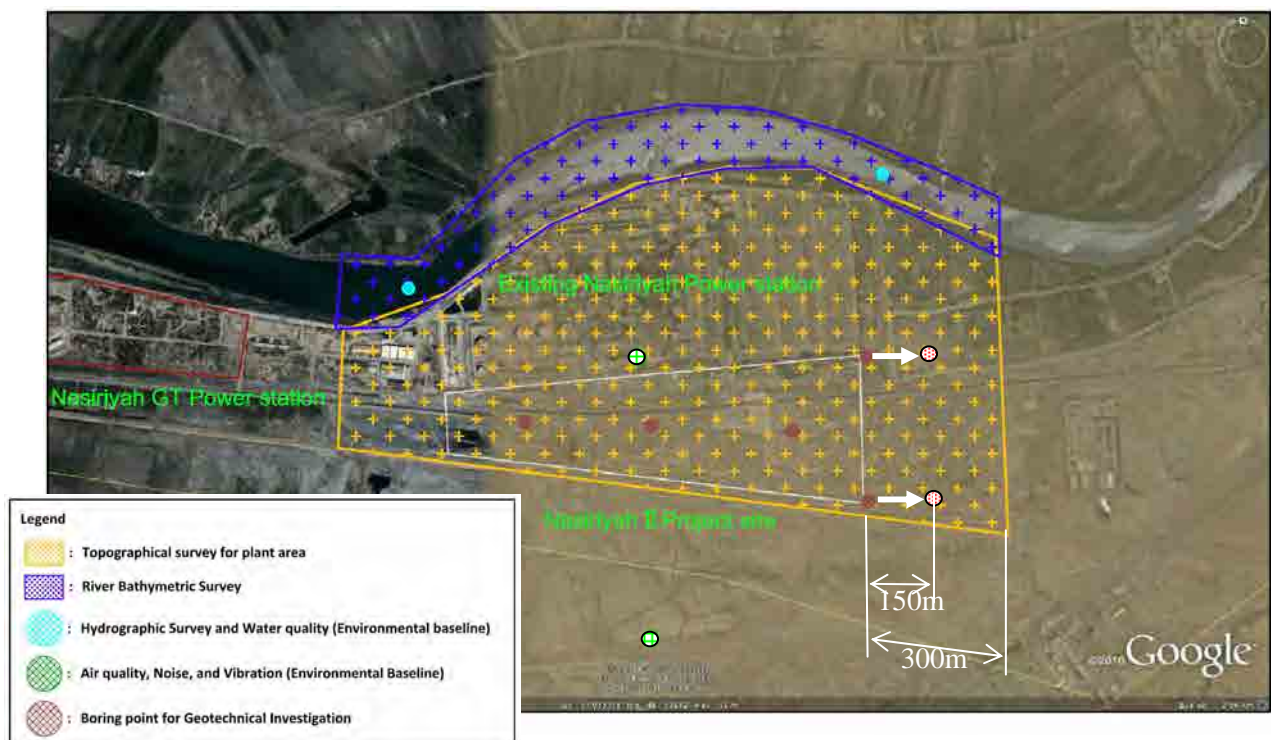 Existing Nasiriyah Power station
Nasiriyah GT Power station
Nasiriyah II Project site
150m
300m
©2010 Google
Legend
: Topographical survey for plant area
: River Bathymetric Survey
: Hydrographic Survey and Water quality (Environmental baseline)
: Air quality, Noise, and Vibration (Environmental Baseline)
: Boring point for Geotechnical Investigation